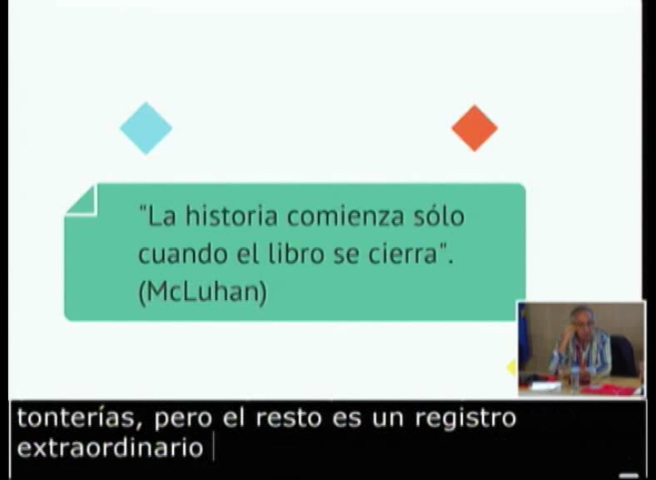 "La historia comienza sólo
cuando el libro se cierra".
(McLuhan)
tonterías, pero el resto es un registro
extraordinario